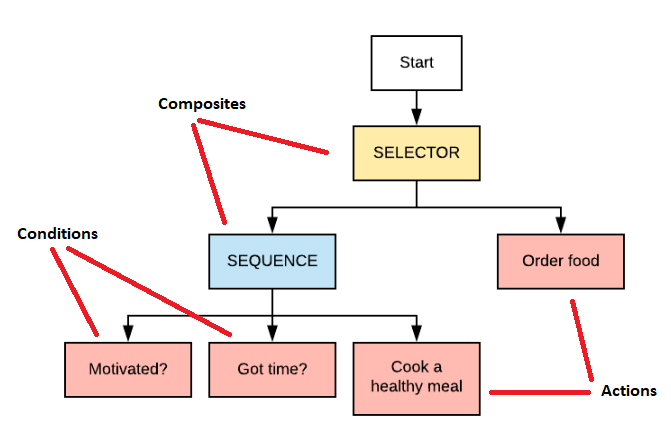 Start
Composites
SELECTOR
Conditions
SEQUENCE
Order food
Motivated?
Got time?
Cook a
healthy meal
Actions